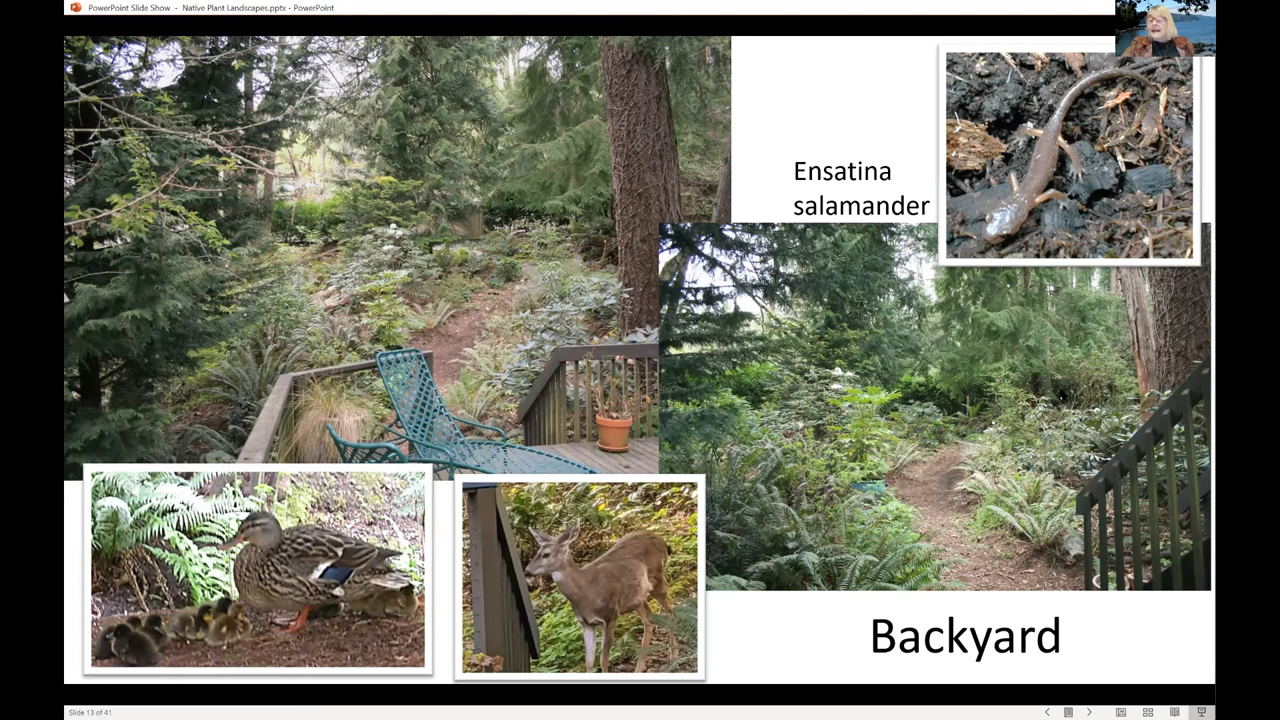 PowerPoint Slide Show - Native Plant Landscapes.pptx - PowerPoint
Ensatina
salamander
Backyard
Slide 13 of 41